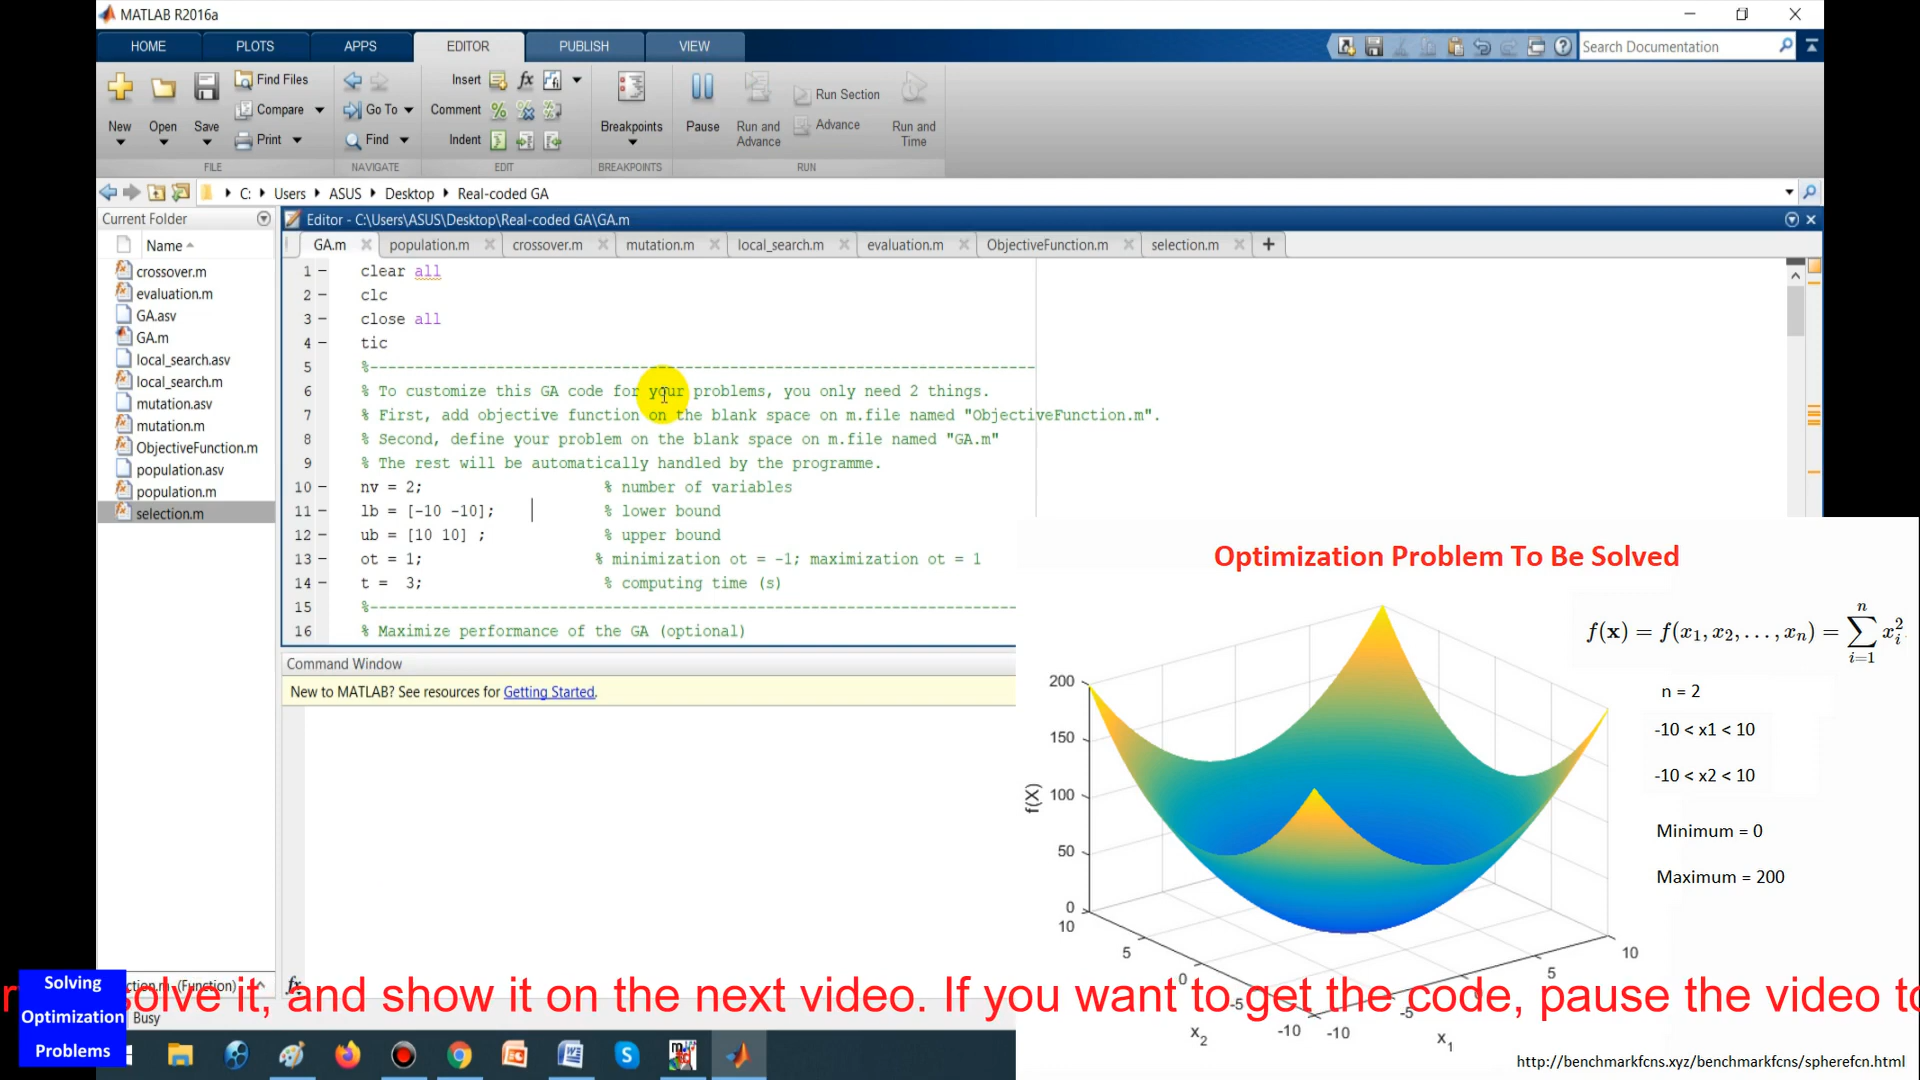 MATLAB R2016a
HOME PLOTS APPS EDITOR PUBLISH VIEW
Search Documentation
Find Files
Compare
Print
New Open Save
FILE
Go To
Find
NAVIGATE
Insert
Comment
Indent
EDIT
Breakpoints
BREAKPOINTS
Pause
Run and Advance
Run Section
Advance
Run and Time
RUN
C: Users ASUS Desktop Real-coded GA
Current Folder
Name
crossover.m
evaluation.m
GA.asv
GA.m
local_search.asv
local_search.m
mutation.asv
mutation.m
ObjectiveFunction.m
population.asv
population.m
selection.m
Editor - C:\Users\ASUS\Desktop\Real-coded GA\GA.m
GA.m population.m crossover.m mutation.m local_search.m evaluation.m ObjectiveFunction.m selection.m
1 clear all
2 clc
3 close all
4 tic
5 %--------------------------------------------------------------------------
6 % To customize this GA code for your problems, you only need 2 things.
7 % First, add objective function on the blank space on m.file named "ObjectiveFunction.m".
8 % Second, define your problem on the blank space on m.file named "GA.m"
9 % The rest will be automatically handled by the programme.
10 nv = 2; % number of variables
11 lb = [-10 -10]; % lower bound
12 ub = [10 10] ; % upper bound
13 ot = 1; % minimization ot = -1; maximization ot = 1
14 t = 3; % computing time (s)
15 %------------------------------------------------------------------------
16 % Maximize performance of the GA (optional)
Command Window
New to MATLAB? See resources for Getting Started.
fx
Optimization Problem To Be Solved
f(x) = f(x1, x2, ..., xn) = ∑ i=1 n xi2
n = 2
-10 < x1 < 10
-10 < x2 < 10
Minimum = 0
Maximum = 200
200
150
100
50
0
f(X)
10 5 0 -5 -10
x2
-10 -5 5 10
x1
http://benchmarkfcns.xyz/benchmarkfcns/spherefcn.html
ction.m (Function)
Busy
solve it, and show it on the next video. If you want to get the code, pause the video to
Solving
Optimization
Problems